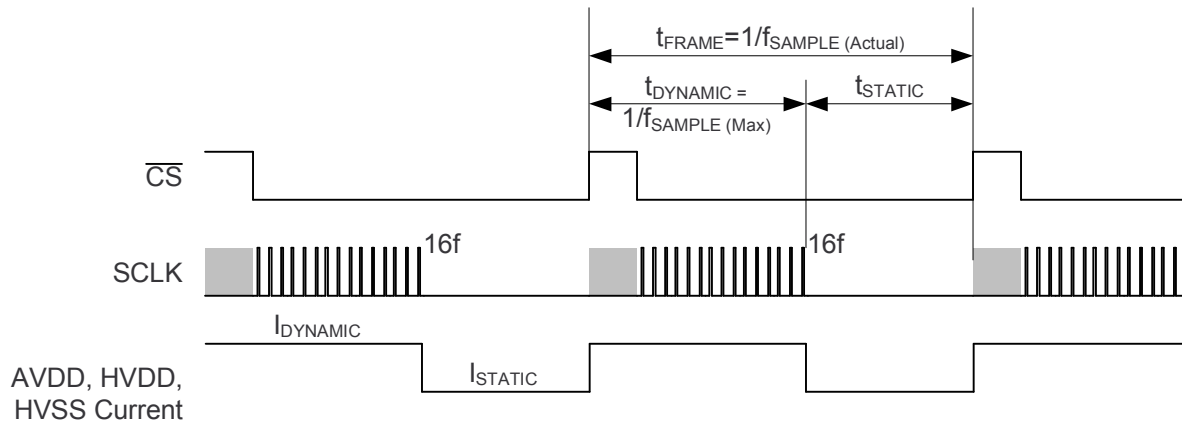 tFRAME=1/fSAMPLE (Actual)
tDYNAMIC =
1/fSAMPLE (Max)
tSTATIC
CS
16f
16f
SCLK
IDYNAMIC
ISTATIC
AVDD, HVDD,
HVSS Current